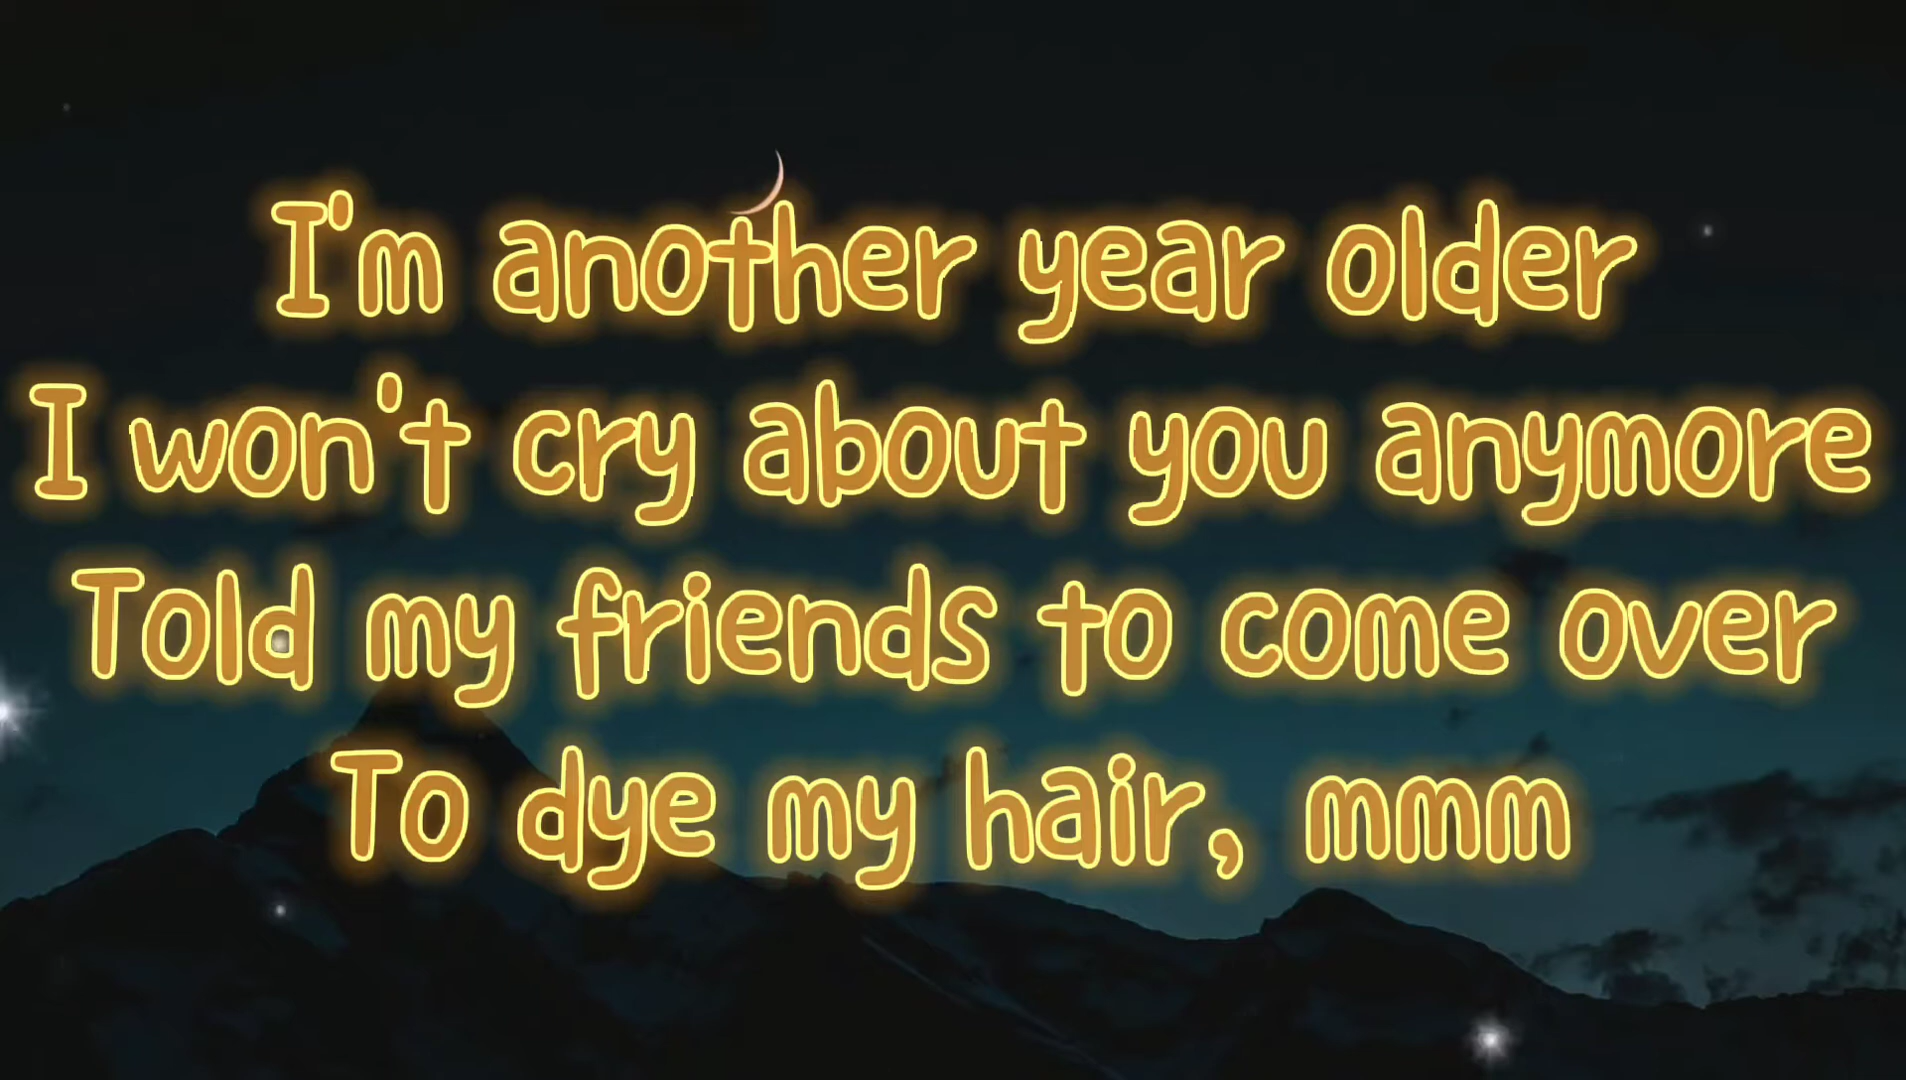 I'm another year older
I won't cry about you anymore
Told my friends to come over
To dye my hair, mmm